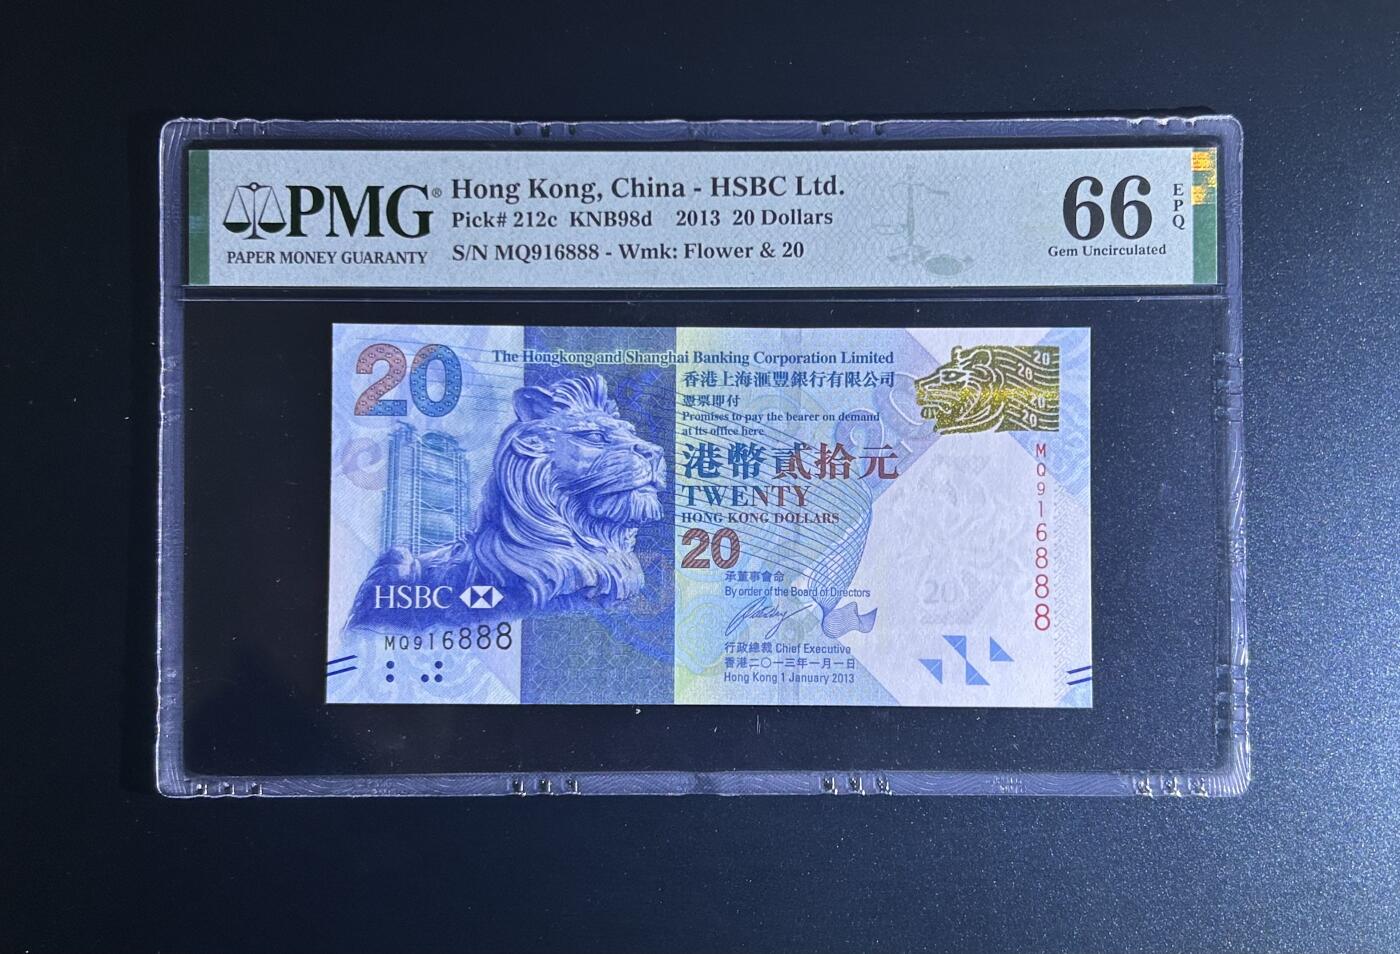 PMG®
PAPER MONEY GUARANTY
Hong Kong, China - HSBC Ltd.
Pick# 212c KNB98d 2013 20 Dollars
S/N MQ916888 - Wmk: Flower & 20
66
EPQ
Gem Uncirculated
20
The Hongkong and Shanghai Banking Corporation Limited
香港上海滙豐銀行有限公司
憑票即付
Promises to pay the bearer on demand
at its office here
港幣貳拾元
TWENTY
HONG KONG DOLLARS
20
承董事會命
By order of the Board of Directors
行政總裁 Chief Executive
香港二〇一三年一月一日
Hong Kong 1 January 2013
HSBC
MQ916888
20
20
20
20
MQ916888
20